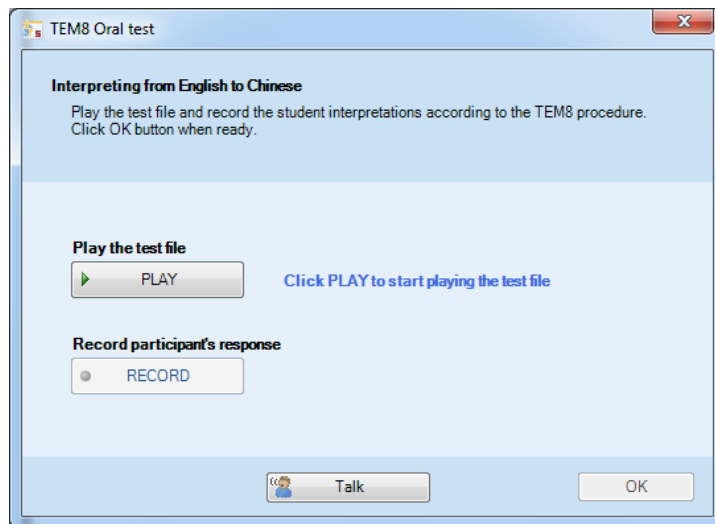 TEM8 Oral test
Interpreting from English to Chinese
Play the test file and record the student interpretations according to the TEM8 procedure.
Click OK button when ready.
Play the test file
PLAY
Click PLAY to start playing the test file
Record participant's response
RECORD
Talk
OK